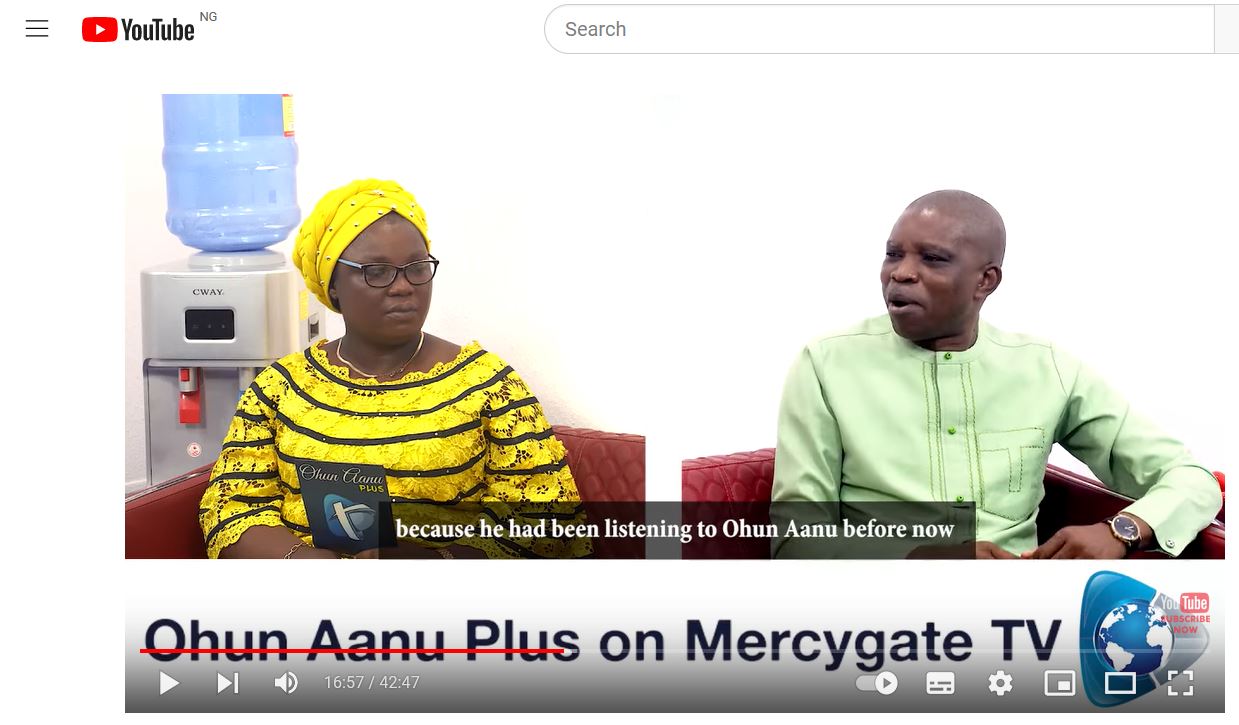 YouTube NG
Search
CWAY
Ohun Aanu
PLUS
because he had been listening to Ohun Aanu before now
Ohun Aanu Plus on Mercygate TV
YouTube
SUBSCRIBE
NOW
16:57 / 42:47